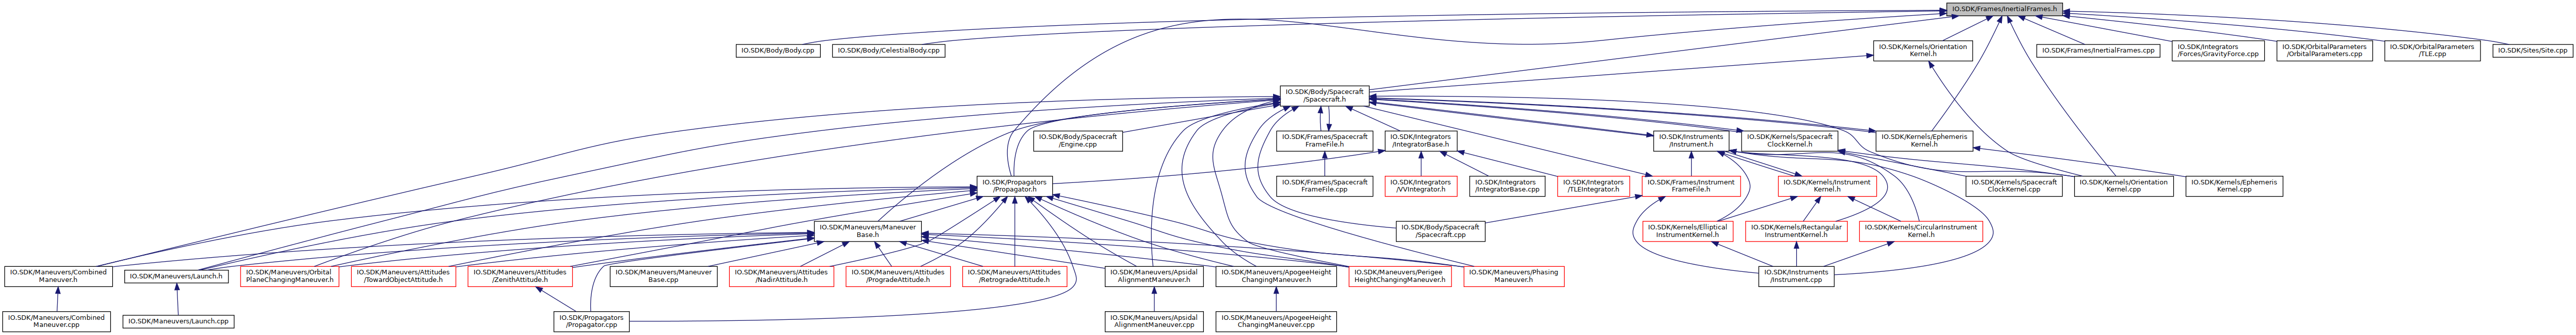 IO.SDK/Frames/InertialFrames.h
IO.SDK/Body/Body.cpp
IO.SDK/Body/CelestialBody.cpp
IO.SDK/Kernels/Orientation
Kernel.h
IO.SDK/Frames/InertialFrames.cpp
IO.SDK/Integrators
/Forces/GravityForce.cpp
IO.SDK/OrbitalParameters
/OrbitalParameters.cpp
IO.SDK/OrbitalParameters
/TLE.cpp
IO.SDK/Sites/Site.cpp
IO.SDK/Body/Spacecraft
/Spacecraft.h
IO.SDK/Body/Spacecraft
/Engine.cpp
IO.SDK/Frames/Spacecraft
FrameFile.h
IO.SDK/Integrators
/IntegratorBase.h
IO.SDK/Instruments
/Instrument.h
IO.SDK/Kernels/Spacecraft
ClockKernel.h
IO.SDK/Kernels/Ephemeris
Kernel.h
IO.SDK/Propagators
/Propagator.h
IO.SDK/Frames/Spacecraft
FrameFile.cpp
IO.SDK/Integrators
/VVIntegrator.h
IO.SDK/Integrators
/IntegratorBase.cpp
IO.SDK/Integrators
/TLEIntegrator.h
IO.SDK/Frames/Instrument
FrameFile.h
IO.SDK/Kernels/Instrument
Kernel.h
IO.SDK/Kernels/Spacecraft
ClockKernel.cpp
IO.SDK/Kernels/Orientation
Kernel.cpp
IO.SDK/Kernels/Ephemeris
Kernel.cpp
IO.SDK/Maneuvers/Maneuver
Base.h
IO.SDK/Body/Spacecraft
/Spacecraft.cpp
IO.SDK/Kernels/Elliptical
InstrumentKernel.h
IO.SDK/Kernels/Rectangular
InstrumentKernel.h
IO.SDK/Kernels/CircularInstrument
Kernel.h
IO.SDK/Maneuvers/Combined
Maneuver.h
IO.SDK/Maneuvers/Launch.h
IO.SDK/Maneuvers/Orbital
PlaneChangingManeuver.h
IO.SDK/Maneuvers/Attitudes
/TowardObjectAttitude.h
IO.SDK/Maneuvers/Attitudes
/ZenithAttitude.h
IO.SDK/Maneuvers/Maneuver
Base.cpp
IO.SDK/Maneuvers/Attitudes
/NadirAttitude.h
IO.SDK/Maneuvers/Attitudes
/ProgradeAttitude.h
IO.SDK/Maneuvers/Attitudes
/RetrogradeAttitude.h
IO.SDK/Maneuvers/Apsidal
AlignmentManeuver.h
IO.SDK/Maneuvers/ApogeeHeight
ChangingManeuver.h
IO.SDK/Maneuvers/Perigee
HeightChangingManeuver.h
IO.SDK/Maneuvers/Phasing
Maneuver.h
IO.SDK/Instruments
/Instrument.cpp
IO.SDK/Maneuvers/Combined
Maneuver.cpp
IO.SDK/Maneuvers/Launch.cpp
IO.SDK/Propagators
/Propagator.cpp
IO.SDK/Maneuvers/Apsidal
AlignmentManeuver.cpp
IO.SDK/Maneuvers/ApogeeHeight
ChangingManeuver.cpp